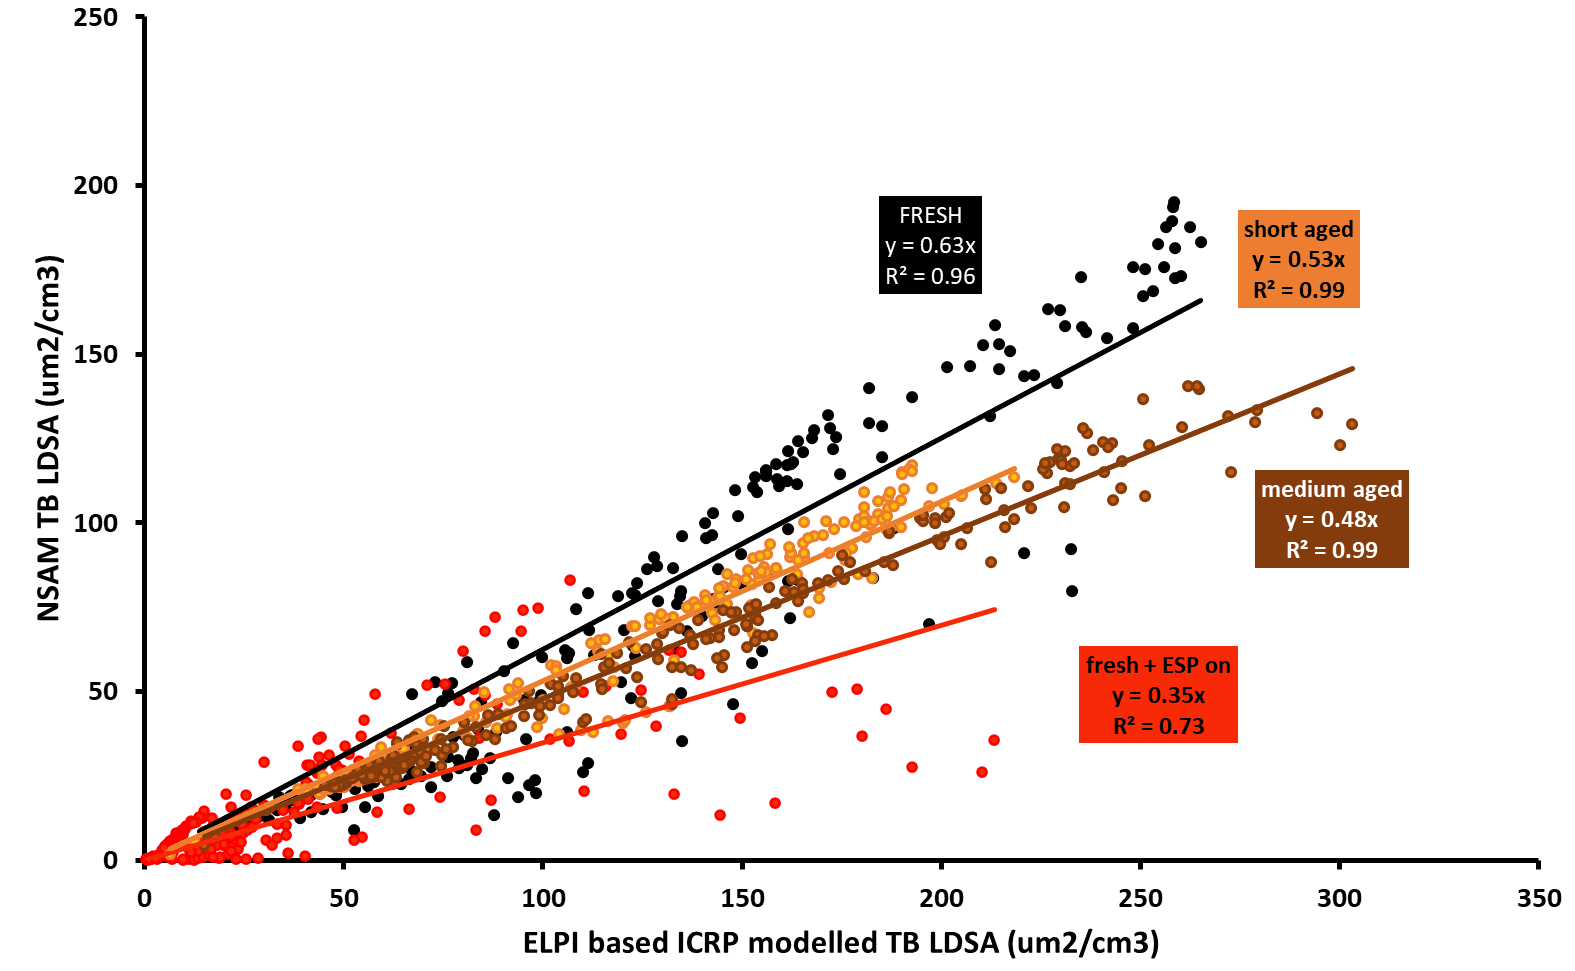 250
200
150
100
50
0
NSAM TB LDSA (um2/cm3)
FRESH
y = 0.63x
R² = 0.96
short aged
y = 0.53x
R² = 0.99
medium aged
y = 0.48x
R² = 0.99
fresh + ESP on
y = 0.35x
R² = 0.73
0 50 100 150 200 250 300 350
ELPI based ICRP modelled TB LDSA (um2/cm3)